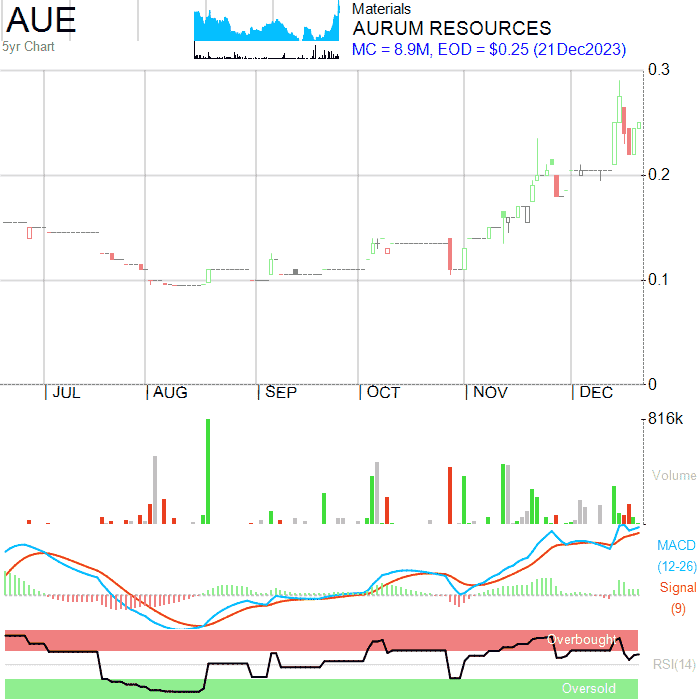 AUE
5yr Chart
Materials
AURUM RESOURCES
MC = 8.9M, EOD = $0.25 (21Dec2023)
0.3
0.2
0.1
0
JUL AUG SEP OCT NOV DEC
816k
Volume
MACD
(12-26)
Signal
(9)
Overbought
RSI(14)
Oversold